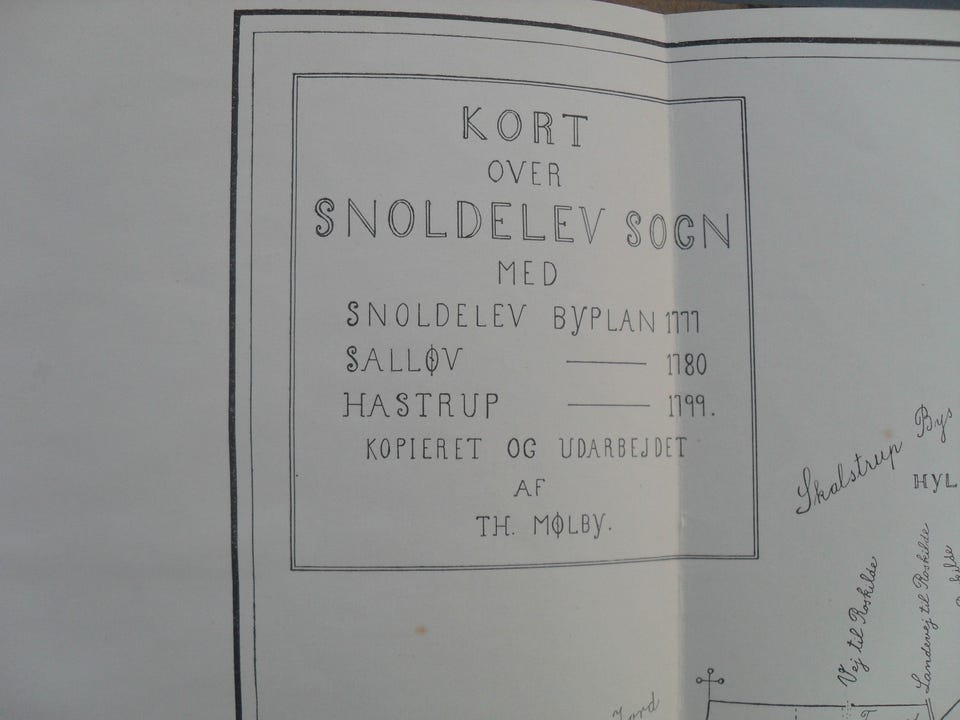 KORT
OVER
SNOLDELEV SOGN
MED
SNOLDELEV BYPLAN 1777
SALLØV ——— 1780
HASTRUP ——— 1799.
KOPIERET OG UDARBEJDET
AF
TH. MØLBY.
Skalstrup Bys
HYL
Vej til Roskilde
Landevej til Roskilde
Jord